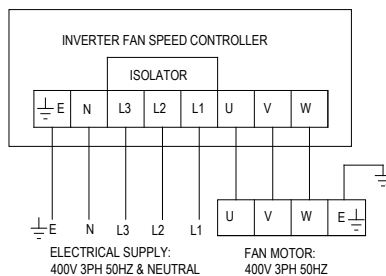 INVERTER FAN SPEED CONTROLLER
ISOLATOR
E N L3 L2 L1 U V W
U V W E
E N L3 L2 L1
ELECTRICAL SUPPLY:
400V 3PH 50HZ & NEUTRAL
FAN MOTOR:
400V 3PH 50HZ